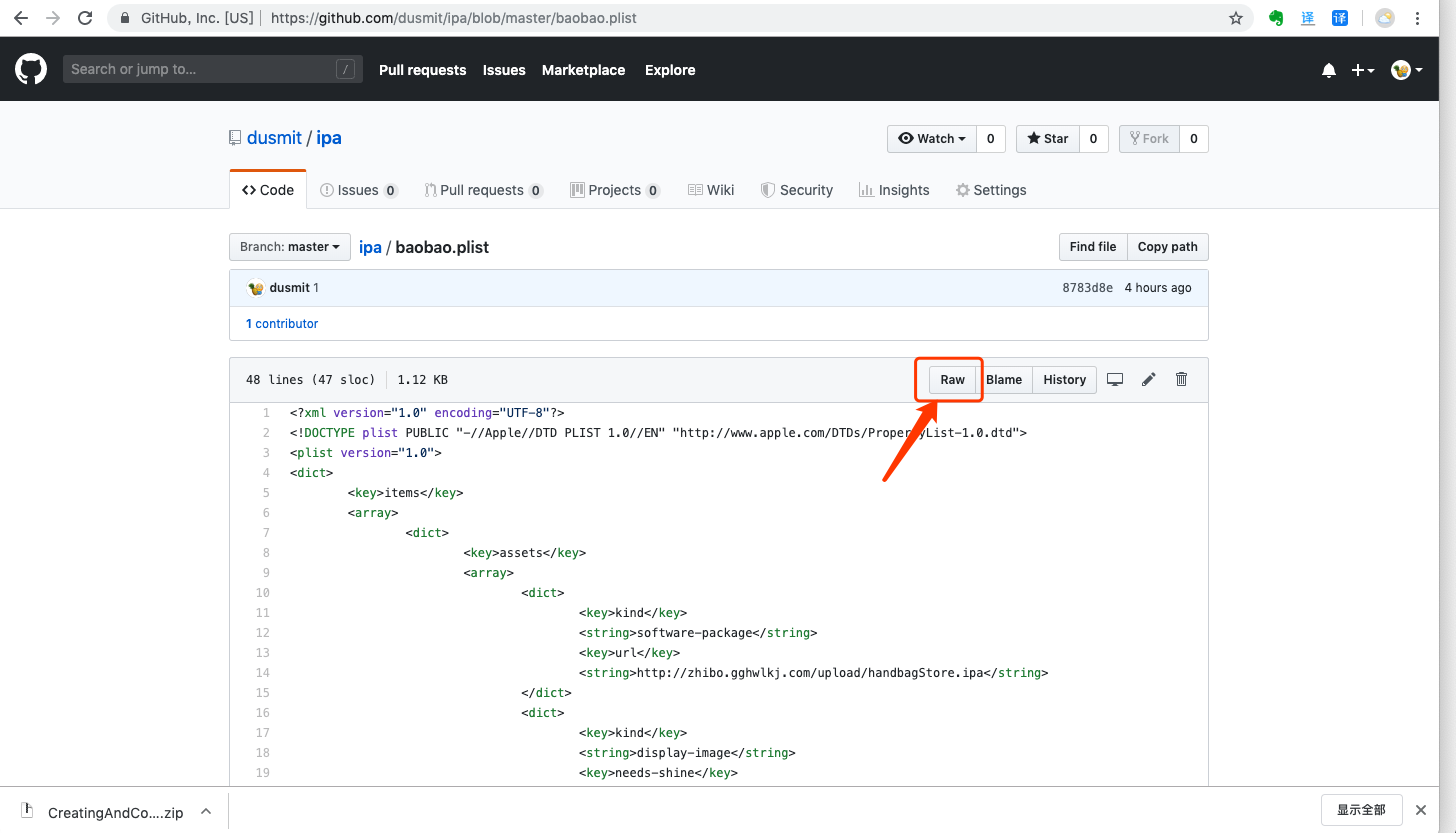 GitHub, Inc. [US] | https://github.com/dusmit/ipa/blob/master/baobao.plist
译
译
Search or jump to... /
Pull requests Issues Marketplace Explore
dusmit / ipa
Watch 0 Star 0 Fork 0
Code Issues 0 Pull requests 0 Projects 0 Wiki Security Insights Settings
Branch: master ipa / baobao.plist Find file Copy path
dusmit 1 8783d8e 4 hours ago
1 contributor
48 lines (47 sloc) 1.12 KB Raw Blame History
1 <?xml version="1.0" encoding="UTF-8"?>
2 <!DOCTYPE plist PUBLIC "-//Apple//DTD PLIST 1.0//EN" "http://www.apple.com/DTDs/PropertyList-1.0.dtd">
3 <plist version="1.0">
4 <dict>
5 <key>items</key>
6 <array>
7 <dict>
8 <key>assets</key>
9 <array>
10 <dict>
11 <key>kind</key>
12 <string>software-package</string>
13 <key>url</key>
14 <string>http://zhibo.gghwlkj.com/upload/handbagStore.ipa</string>
15 </dict>
16 <dict>
17 <key>kind</key>
18 <string>display-image</string>
19 <key>needs-shine</key>
CreatingAndCo....zip 显示全部